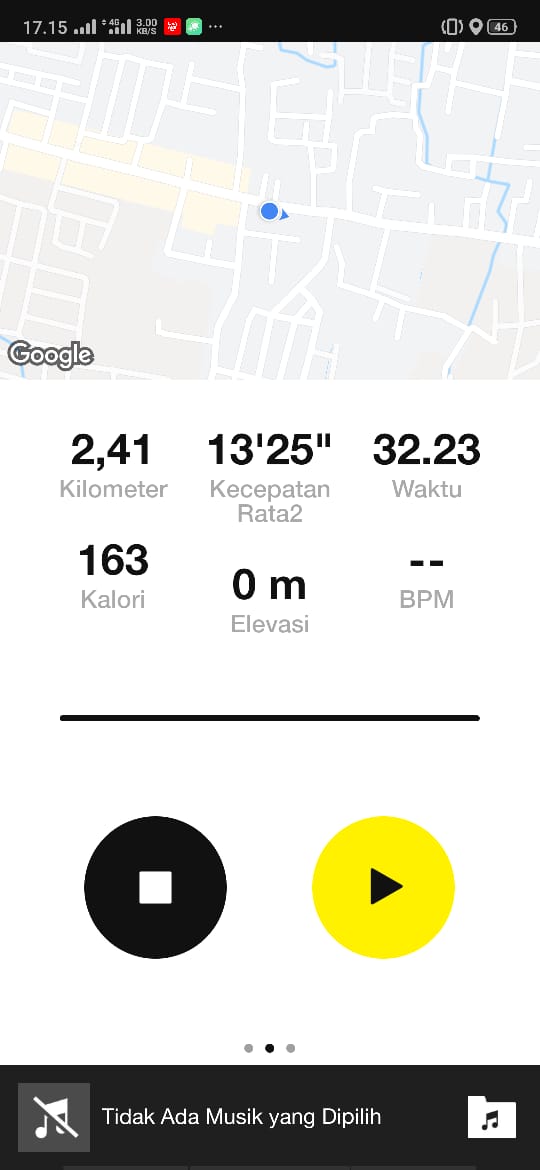 17.15 4G 3.00 KB/S ... 46
Google
2,41 13'25" 32.23
Kilometer Kecepatan Rata2 Waktu
163 0 m --
Kalori Elevasi BPM
Tidak Ada Musik yang Dipilih